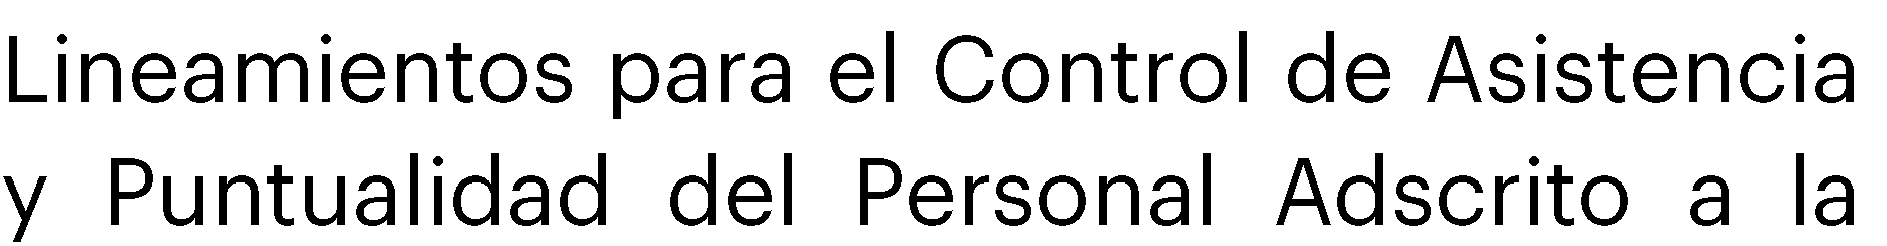 Lineamientos para el Control de Asistencia
y Puntualidad del Personal Adscrito a la